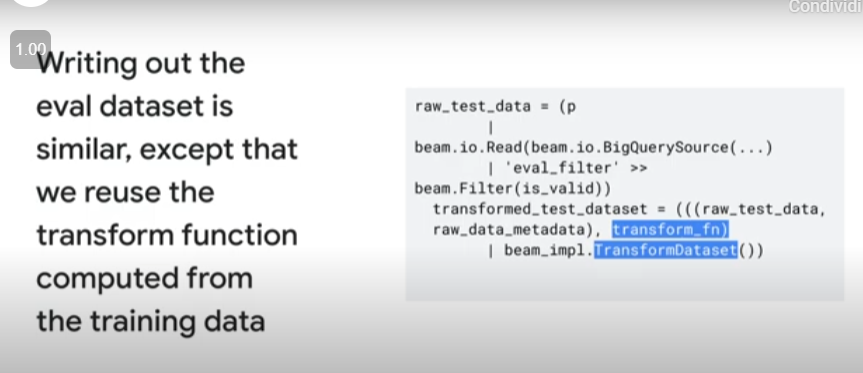 Condividi
1.00
Writing out the
eval dataset is
similar, except that
we reuse the
transform function
computed from
the training data
raw_test_data = (p
|
beam.io.Read(beam.io.BigQuerySource(...)
| 'eval_filter' >>
beam.Filter(is_valid))
transformed_test_dataset = (((raw_test_data,
raw_data_metadata), transform_fn)
| beam_impl.TransformDataset())